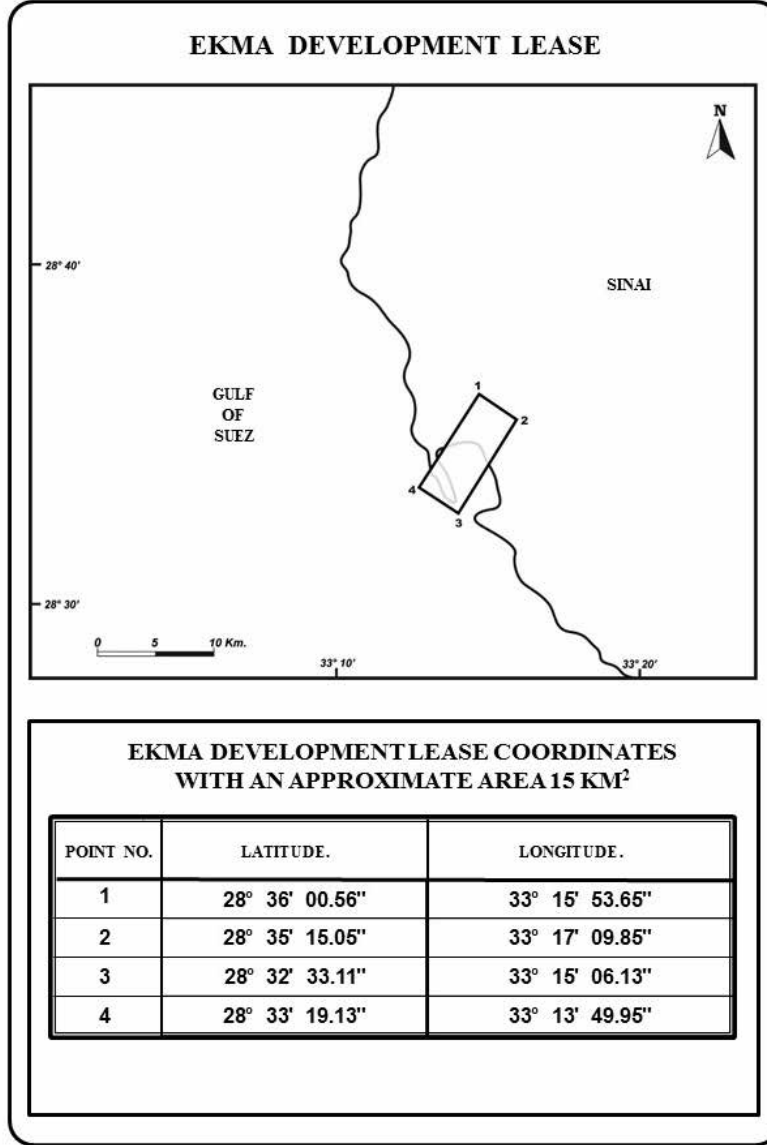 EKMA DEVELOPMENT LEASE
N
28° 40'
SINAI
GULF
OF
SUEZ
1
2
4
3
28° 30'
0 5 10 Km.
33° 10'
33° 20'
EKMA DEVELOPMENT LEASE COORDINATES
WITH AN APPROXIMATE AREA 15 KM²
POINT NO. LATITUDE. LONGITUDE.
1 28° 36' 00.56" 33° 15' 53.65"
2 28° 35' 15.05" 33° 17' 09.85"
3 28° 32' 33.11" 33° 15' 06.13"
4 28° 33' 19.13" 33° 13' 49.95"